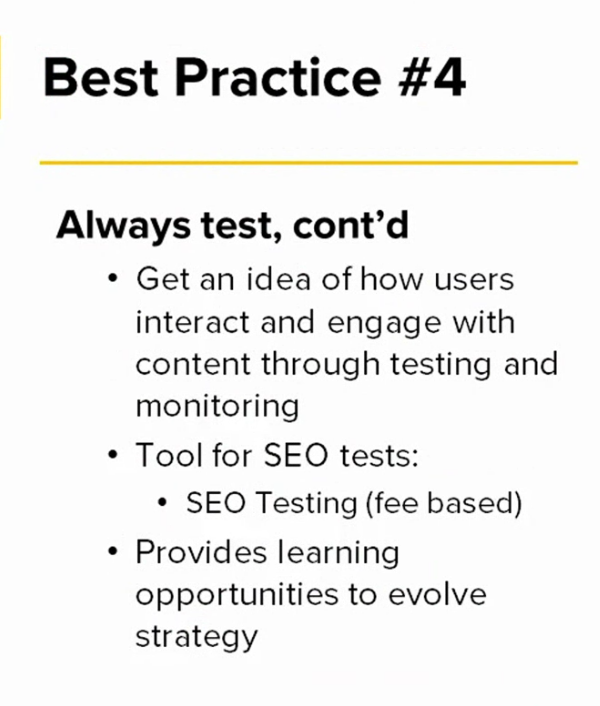 Best Practice #4
Always test, cont’d
• Get an idea of how users
interact and engage with
content through testing and
monitoring
• Tool for SEO tests:
• SEO Testing (fee based)
• Provides learning
opportunities to evolve
strategy